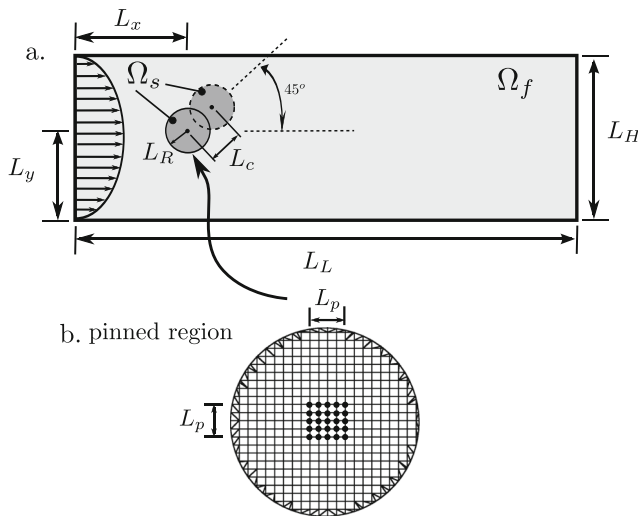 a.
L_x
Ω_s
45°
Ω_f
L_H
L_y
L_R
L_c
L_L
b. pinned region
L_p
L_p